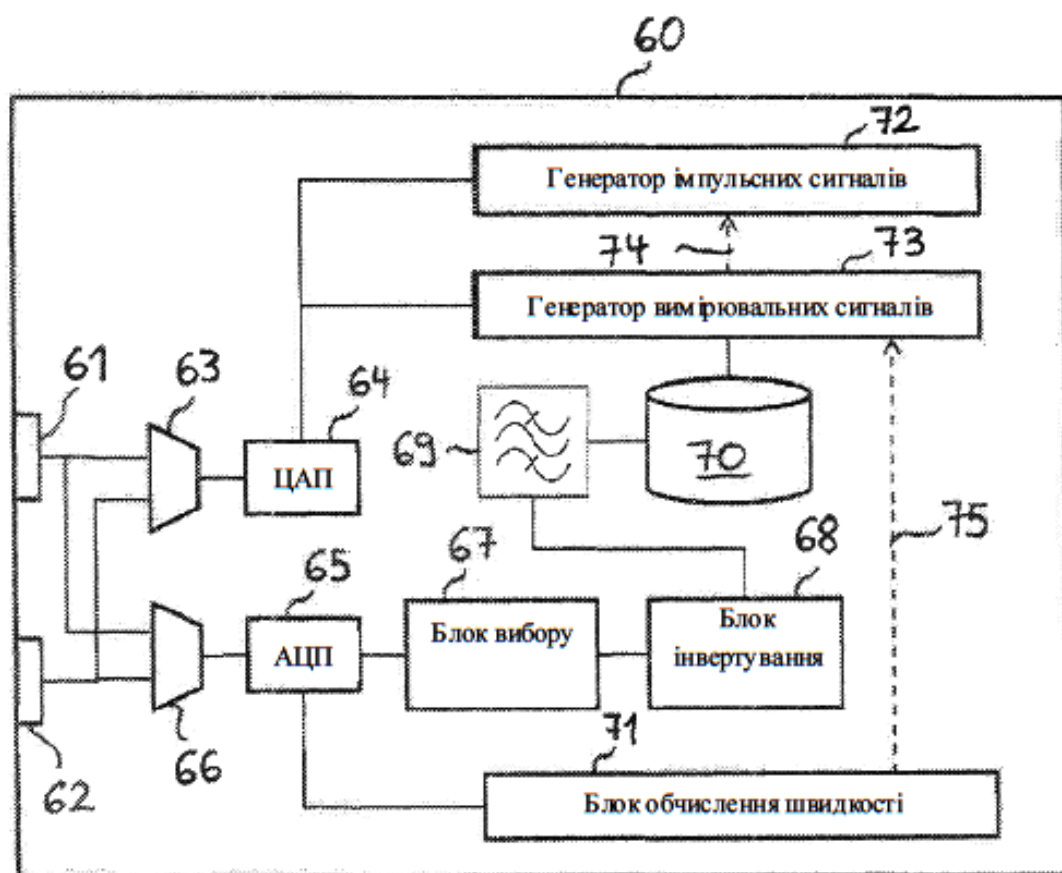 60
72
Генератор імпульсних сигналів
74
73
Генератор вимірювальних сигналів
61
63
64
ЦАП
69
70
75
65
67
68
АЦП
Блок вибору
Блок
інвертування
62
66
71
Блок обчислення швидкості